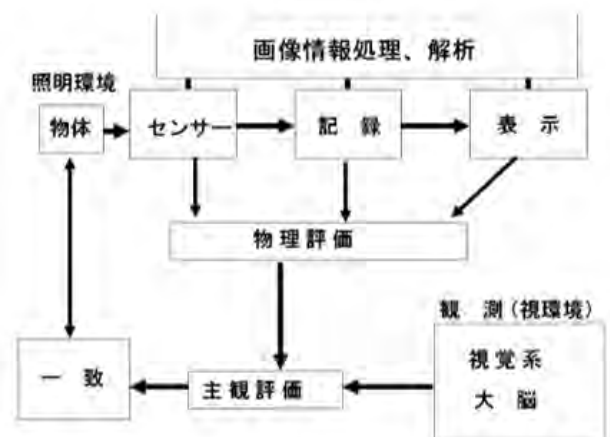 画像情報処理、解析
照明環境
物体
センサー
記 録
表 示
物理評価
観 測（視環境）
視覚系
大 脳
一 致
主観評価